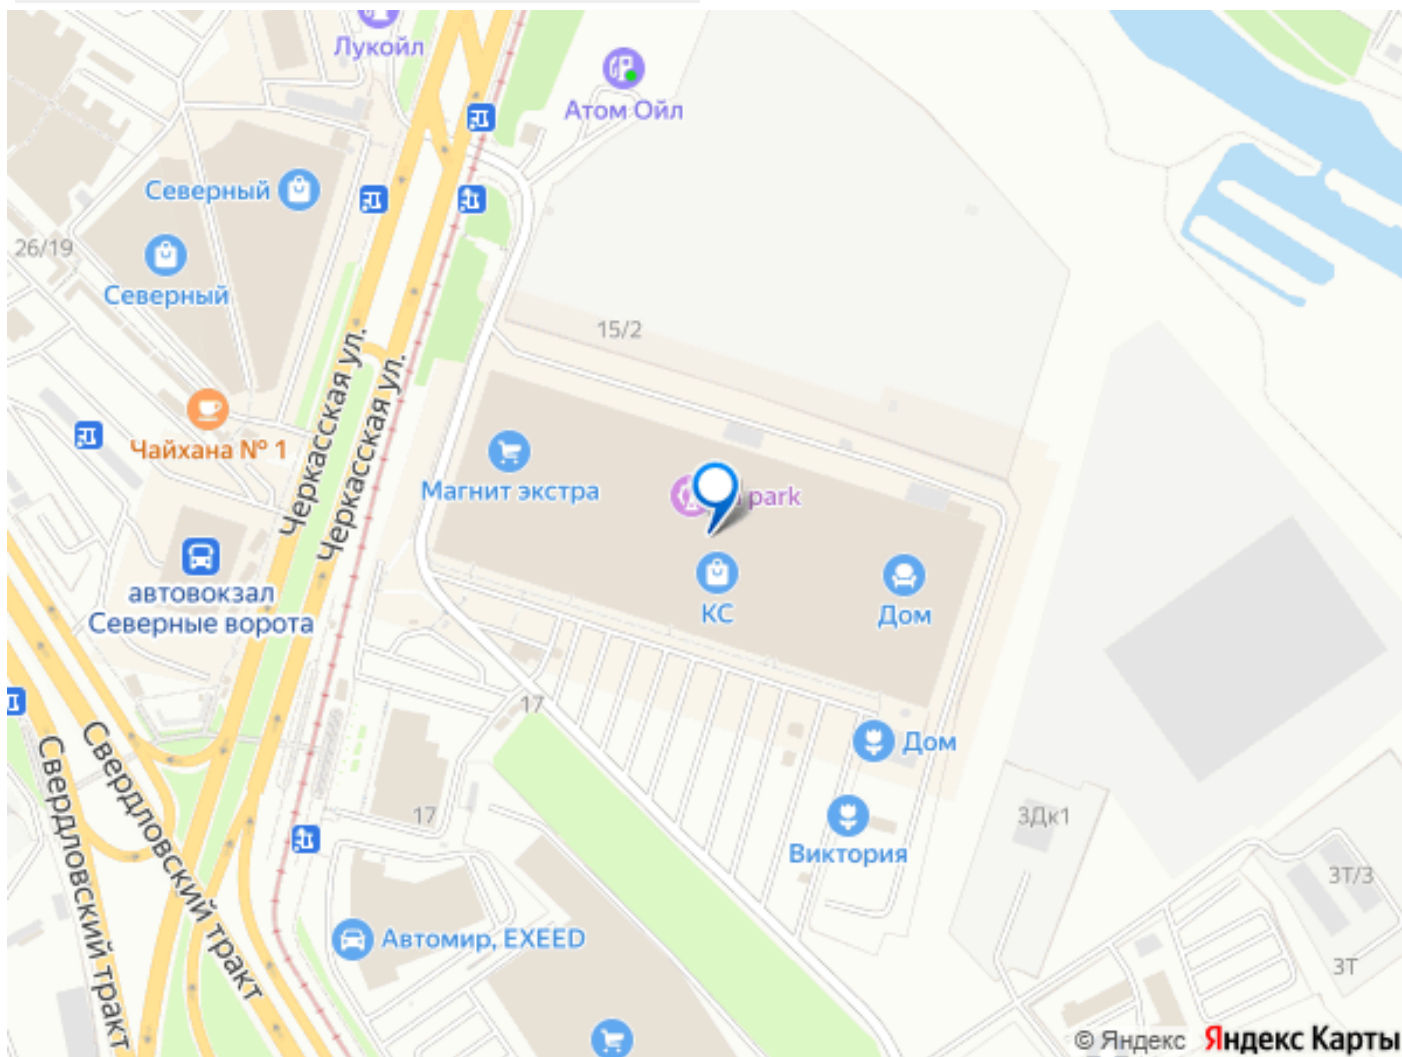 Лукойл
Атом Ойл
Северный
26/19
Северный
15/2
Черкасская ул.
Черкасская ул.
Чайхана № 1
Магнит экстра
park
автовокзал
Северные ворота
КС
Дом
17
Дом
Свердловский тракт
Свердловский тракт
17
3Дк1
Виктория
3Т/3
Автомир, EXEED
3Т
© Яндекс Яндекс Карты